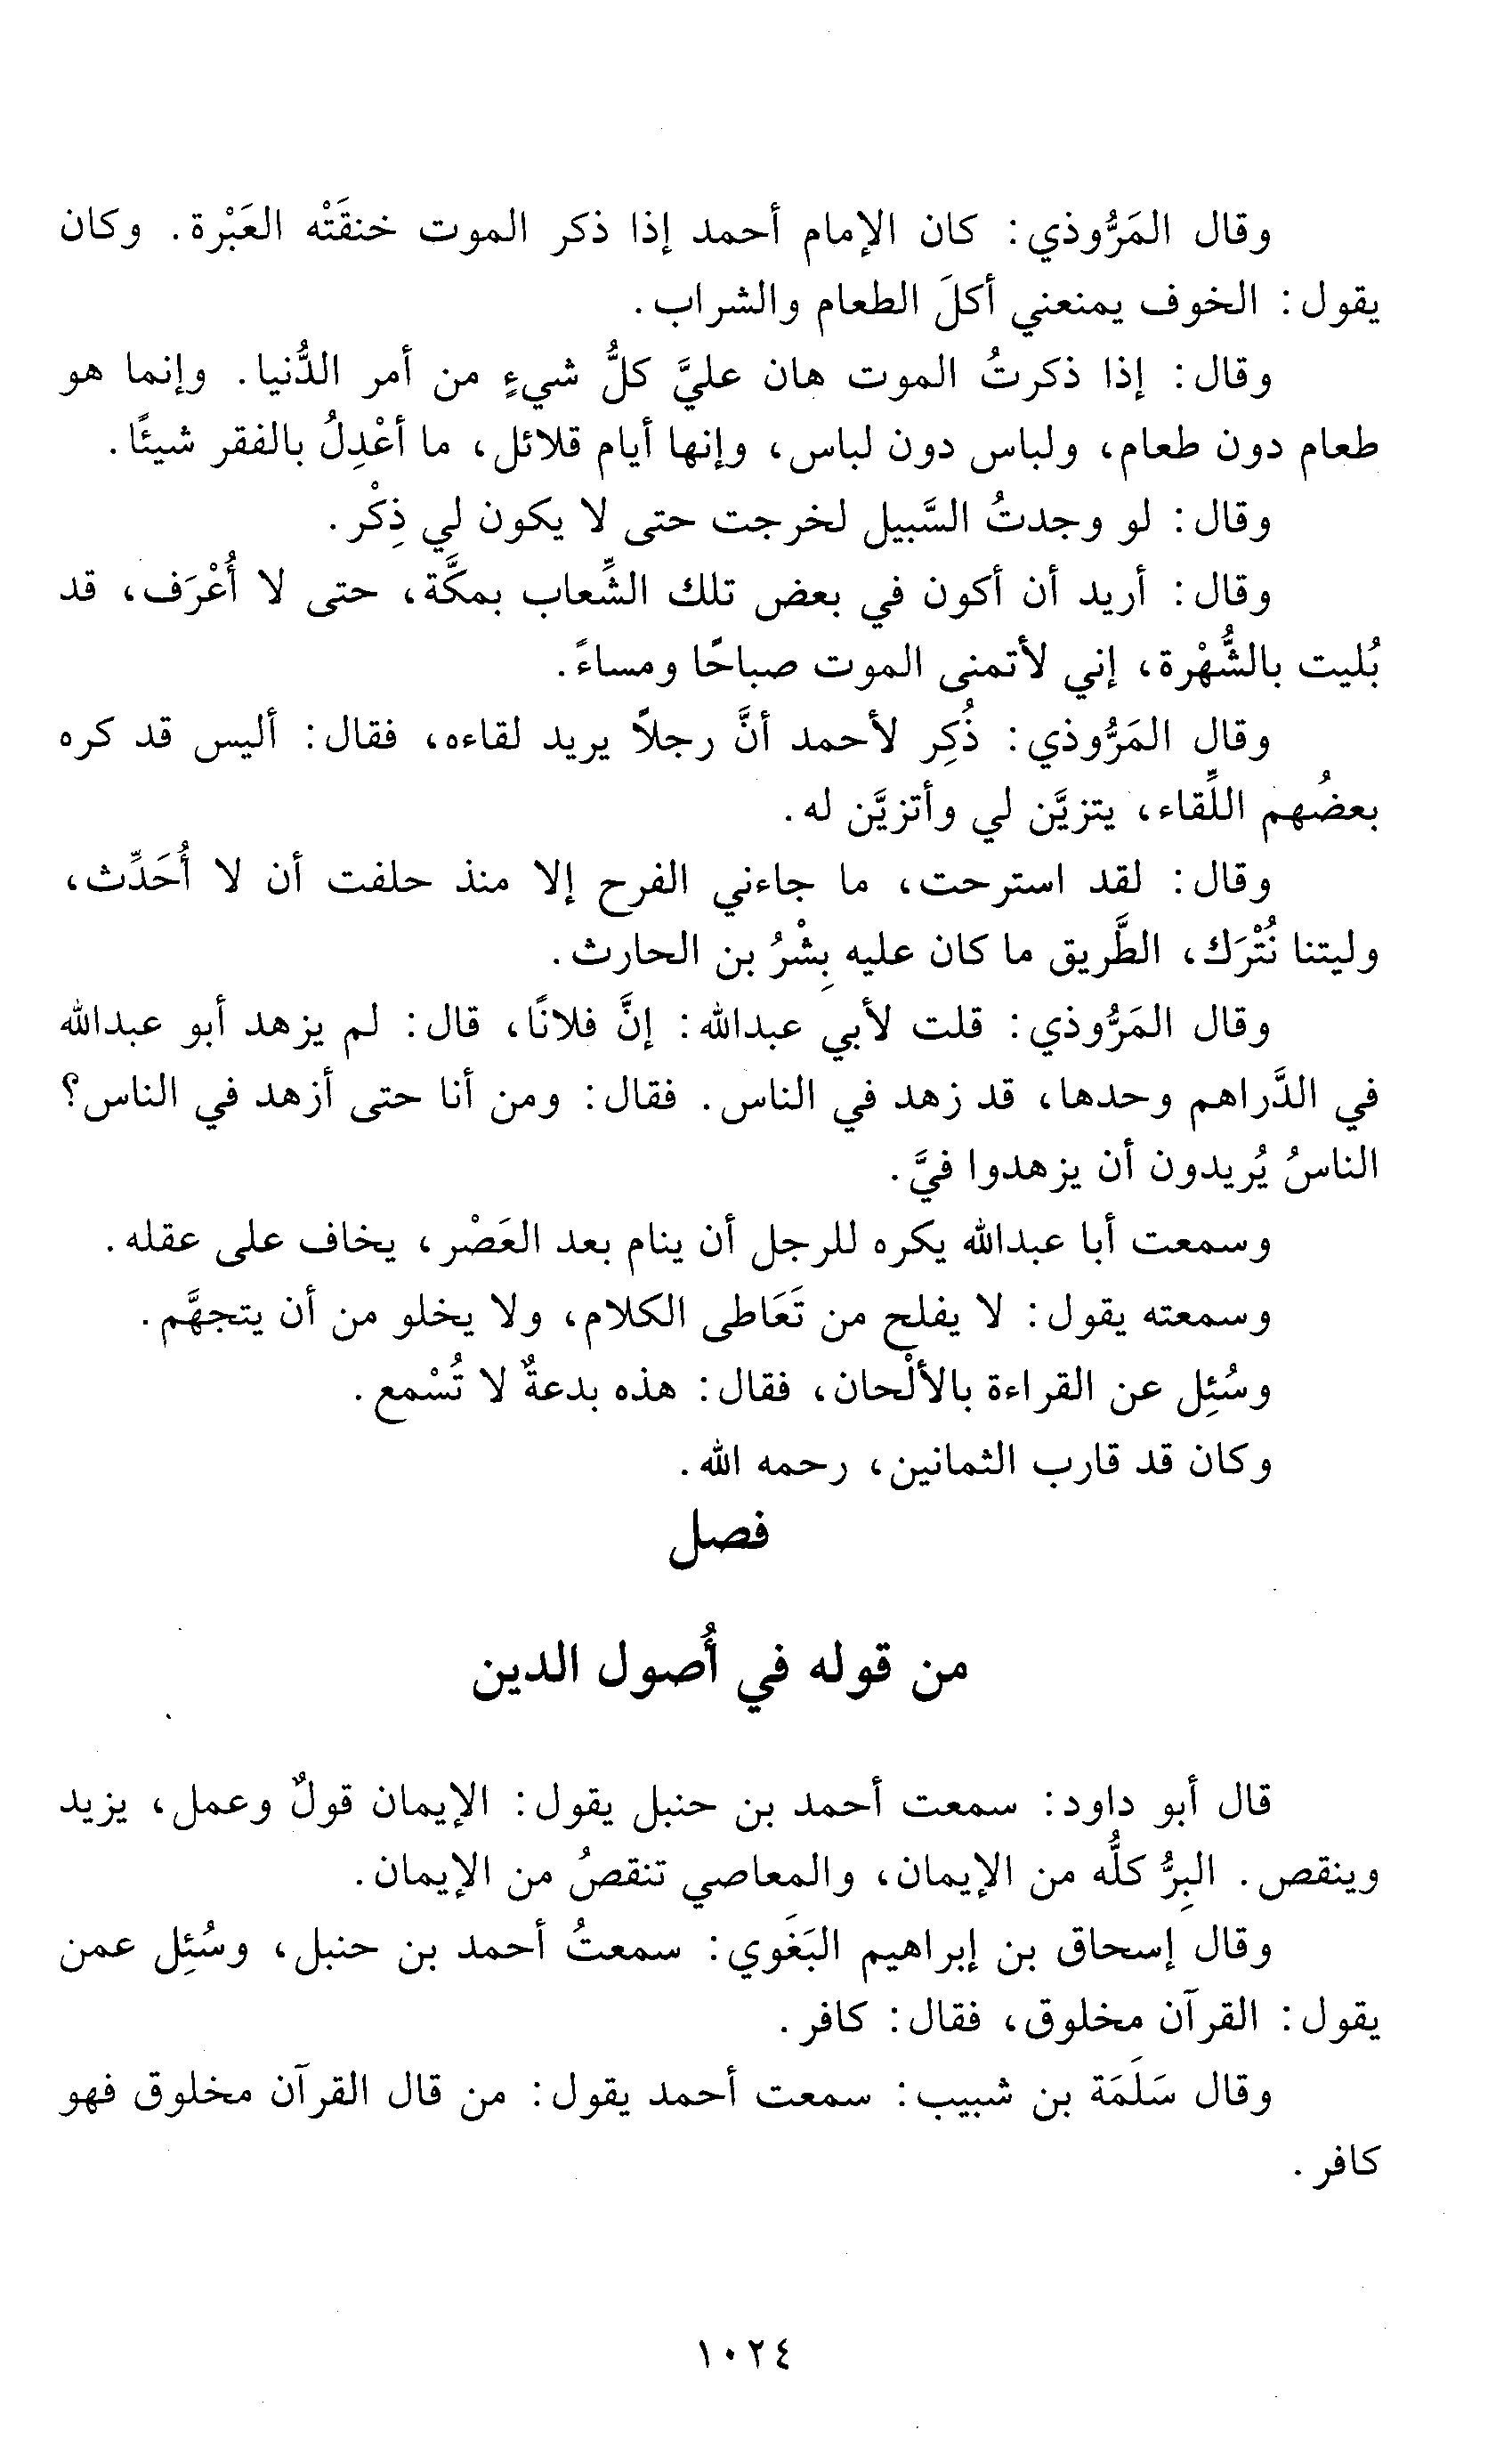 وقال المَرُّوذي: كان الإمام أحمد إذا ذكر الموت خنقَتْه العَبْرة. وكان
يقول: الخوف يمنعني أكلَ الطعام والشراب.
وقال: إذا ذكرتُ الموت هان عليَّ كلُّ شيءٍ من أمر الدُّنيا. وإنما هو
طعام دون طعام، ولباس دون لباس، وإنها أيام قلائل، ما أعْدِلُ بالفقر شيئًا.
وقال: لو وجدتُ السَّبيل لخرجت حتى لا يكون لي ذِكْر.
وقال: أريد أن أكون في بعض تلك الشِّعاب بمكَّة، حتى لا أُعْرَف، قد
بُليت بالشُّهْرة، إني لأتمنى الموت صباحًا ومساءً.
وقال المَرُّوذي: ذُكِر لأحمد أنَّ رجلاً يريد لقاءه، فقال: أليس قد كره
بعضُهم اللِّقاء، يتزيَّن لي وأتزيَّن له.
وقال: لقد استرحت، ما جاءني الفرح إلا منذ حلفت أن لا أُحَدِّث،
وليتنا نُتْرَك، الطَّريق ما كان عليه بِشْرُ بن الحارث.
وقال المَرُّوذي: قلت لأبي عبدالله: إنَّ فلانًا، قال: لم يزهد أبو عبدالله
في الدَّراهم وحدها، قد زهد في الناس. فقال: ومن أنا حتى أزهد في الناس؟
الناسُ يُريدون أن يزهدوا فيَّ.
وسمعت أبا عبدالله يكره للرجل أن ينام بعد العَصْر، يخاف على عقله.
وسمعته يقول: لا يفلح من تَعَاطى الكلام، ولا يخلو من أن يتجهَّم.
وسُئِل عن القراءة بالألْحان، فقال: هذه بدعةٌ لا تُسْمع.
وكان قد قارب الثمانين، رحمه الله.
فصل
من قوله في أُصول الدين
قال أبو داود: سمعت أحمد بن حنبل يقول: الإيمان قولٌ وعمل، يزيد
وينقص. البِرُّ كلُّه من الإيمان، والمعاصي تنقصُ من الإيمان.
وقال إسحاق بن إبراهيم البَغَوي: سمعتُ أحمد بن حنبل، وسُئِل عمن
يقول: القرآن مخلوق، فقال: كافر.
وقال سَلَمَة بن شبيب: سمعت أحمد يقول: من قال القرآن مخلوق فهو
كافر.
١٠٢٤